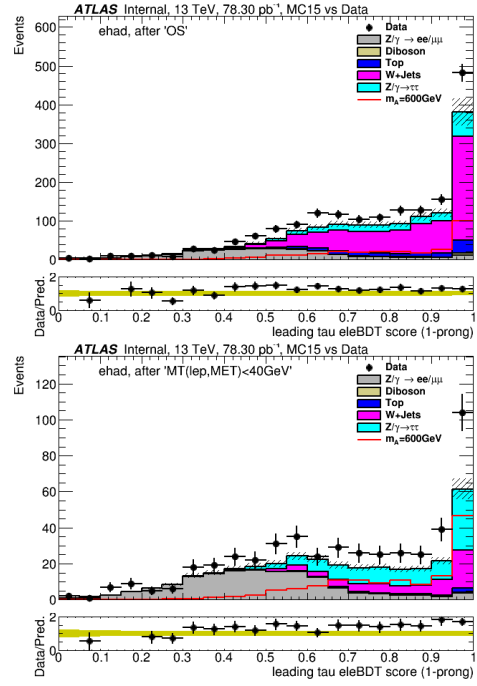 ATLAS Internal, 13 TeV, 78.30 pb⁻¹, MC15 vs Data
Events
ehad, after 'OS'
Data
Z/γ → ee/μμ
Diboson
Top
W+Jets
Z/γ→ττ
m_A=600GeV
600
500
400
300
200
100
0
Data/Pred.
2
1
0
0 0.1 0.2 0.3 0.4 0.5 0.6 0.7 0.8 0.9 1
leading tau eleBDT score (1-prong)
ATLAS Internal, 13 TeV, 78.30 pb⁻¹, MC15 vs Data
Events
ehad, after 'MT(lep,MET)<40GeV'
Data
Z/γ → ee/μμ
Diboson
Top
W+Jets
Z/γ→ττ
m_A=600GeV
120
100
80
60
40
20
0
Data/Pred.
2
1
0
0 0.1 0.2 0.3 0.4 0.5 0.6 0.7 0.8 0.9 1
leading tau eleBDT score (1-prong)